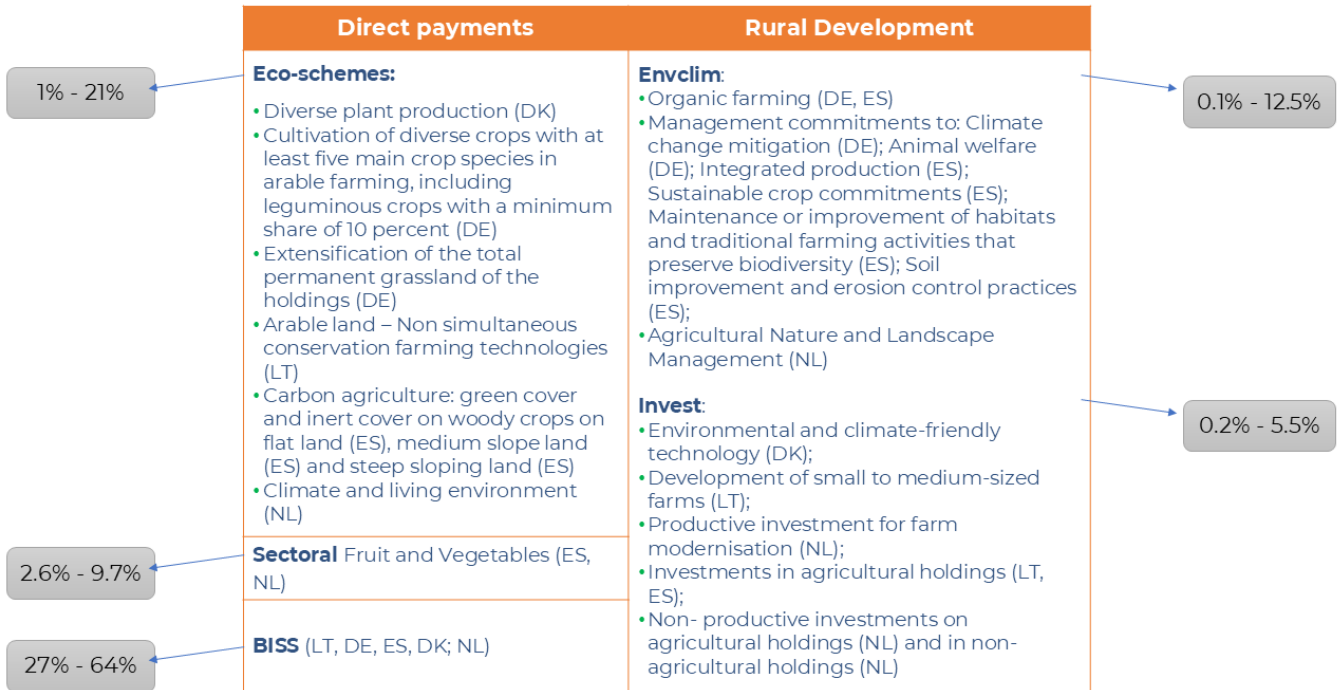 Direct payments
Rural Development
1% - 21%
Eco-schemes:
• Diverse plant production (DK)
• Cultivation of diverse crops with at
least five main crop species in
arable farming, including
leguminous crops with a minimum
share of 10 percent (DE)
• Extensification of the total
permanent grassland of the
holdings (DE)
• Arable land – Non simultaneous
conservation farming technologies
(LT)
• Carbon agriculture: green cover
and inert cover on woody crops on
flat land (ES), medium slope land
(ES) and steep sloping land (ES)
• Climate and living environment
(NL)
2.6% - 9.7%
Sectoral Fruit and Vegetables (ES,
NL)
27% - 64%
BISS (LT, DE, ES, DK; NL)
Envclim:
• Organic farming (DE, ES)
• Management commitments to: Climate
change mitigation (DE); Animal welfare
(DE); Integrated production (ES);
Sustainable crop commitments (ES);
Maintenance or improvement of habitats
and traditional farming activities that
preserve biodiversity (ES); Soil
improvement and erosion control practices
(ES);
• Agricultural Nature and Landscape
Management (NL)
0.1% - 12.5%
Invest:
• Environmental and climate-friendly
technology (DK);
• Development of small to medium-sized
farms (LT);
• Productive investment for farm
modernisation (NL);
• Investments in agricultural holdings (LT,
ES);
• Non- productive investments on
agricultural holdings (NL) and in non-
agricultural holdings (NL)
0.2% - 5.5%